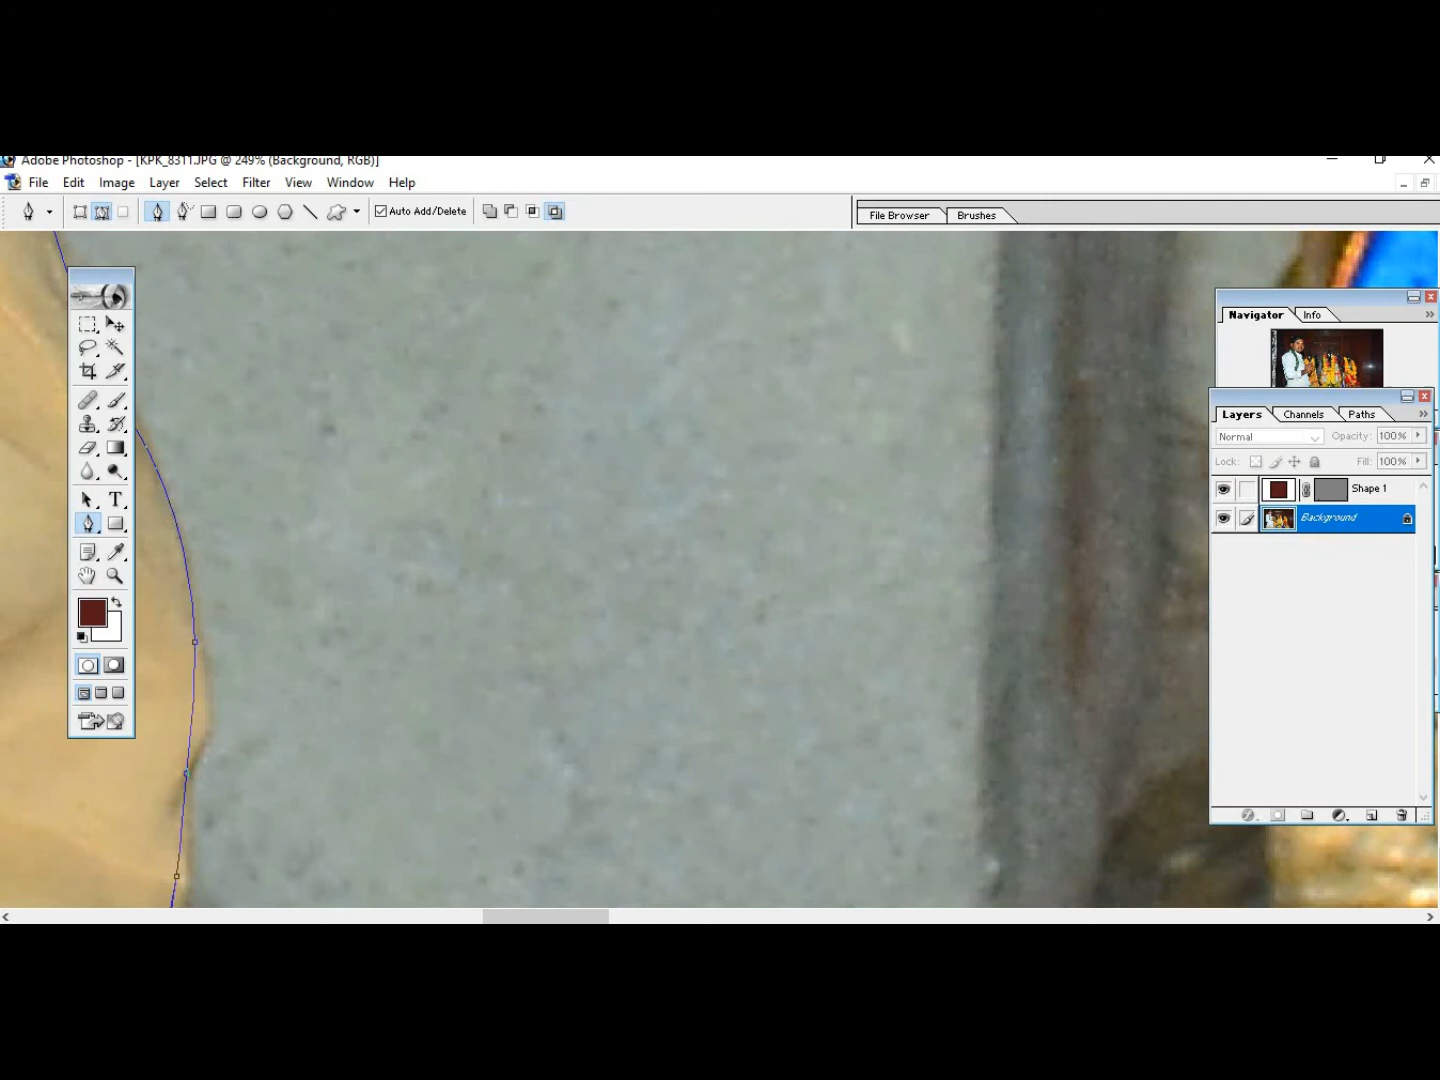 Adobe Photoshop - [KPK_8311.JPG @ 249% (Background, RGB)]
File Edit Image Layer Select Filter View Window Help
Auto Add/Delete
File Browser Brushes
Navigator Info
Layers Channels Paths
Normal Opacity: 100%
Lock: Fill: 100%
Shape 1
Background